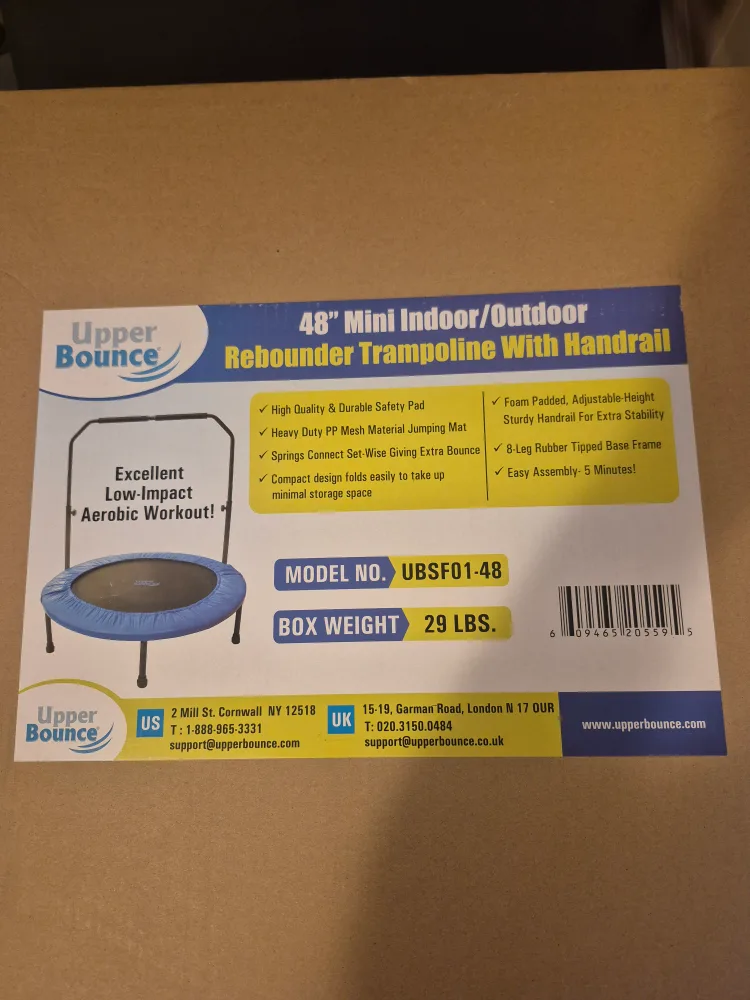 Upper
Bounce
48" Mini Indoor/Outdoor
Rebounder Trampoline With Handrail
✓ High Quality & Durable Safety Pad
✓ Heavy Duty PP Mesh Material Jumping Mat
✓ Springs Connect Set-Wise Giving Extra Bounce
✓ Compact design folds easily to take up
minimal storage space
✓ Foam Padded, Adjustable-Height
Sturdy Handrail For Extra Stability
✓ 8-Leg Rubber Tipped Base Frame
✓ Easy Assembly- 5 Minutes!
Excellent
Low-Impact
Aerobic Workout!
MODEL NO. UBSF01-48
BOX WEIGHT 29 LBS.
6 09465 20559 5
Upper
Bounce
US
2 Mill St. Cornwall NY 12518
T : 1-888-965-3331
support@upperbounce.com
UK
15-19, Garman Road, London N 17 OUR
T: 020.3150.0484
support@upperbounce.co.uk
www.upperbounce.com